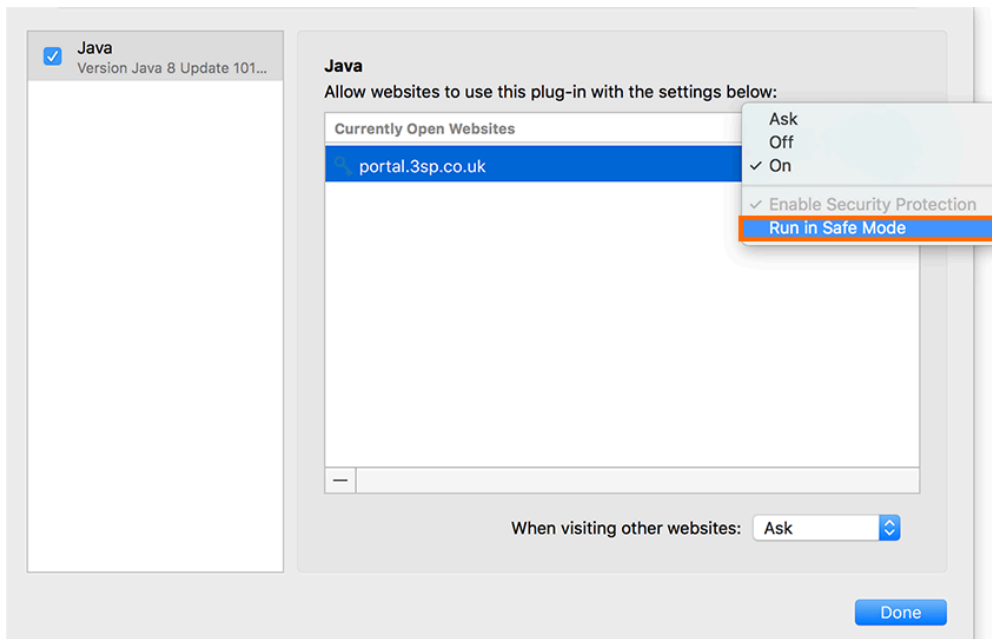 Java
Version Java 8 Update 101...
Java
Allow websites to use this plug-in with the settings below:
Currently Open Websites
portal.3sp.co.uk
Ask
Off
✓ On
✓ Enable Security Protection
Run in Safe Mode
When visiting other websites: Ask
Done